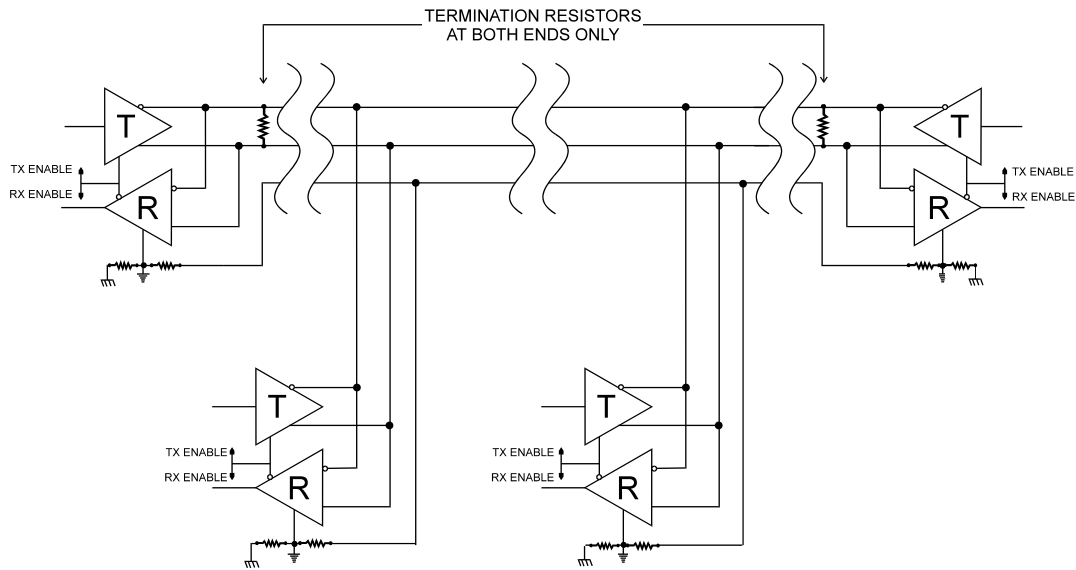 TERMINATION RESISTORS
AT BOTH ENDS ONLY
T
T
TX ENABLE
RX ENABLE
TX ENABLE
RX ENABLE
R
R
T
T
TX ENABLE
RX ENABLE
TX ENABLE
RX ENABLE
R
R